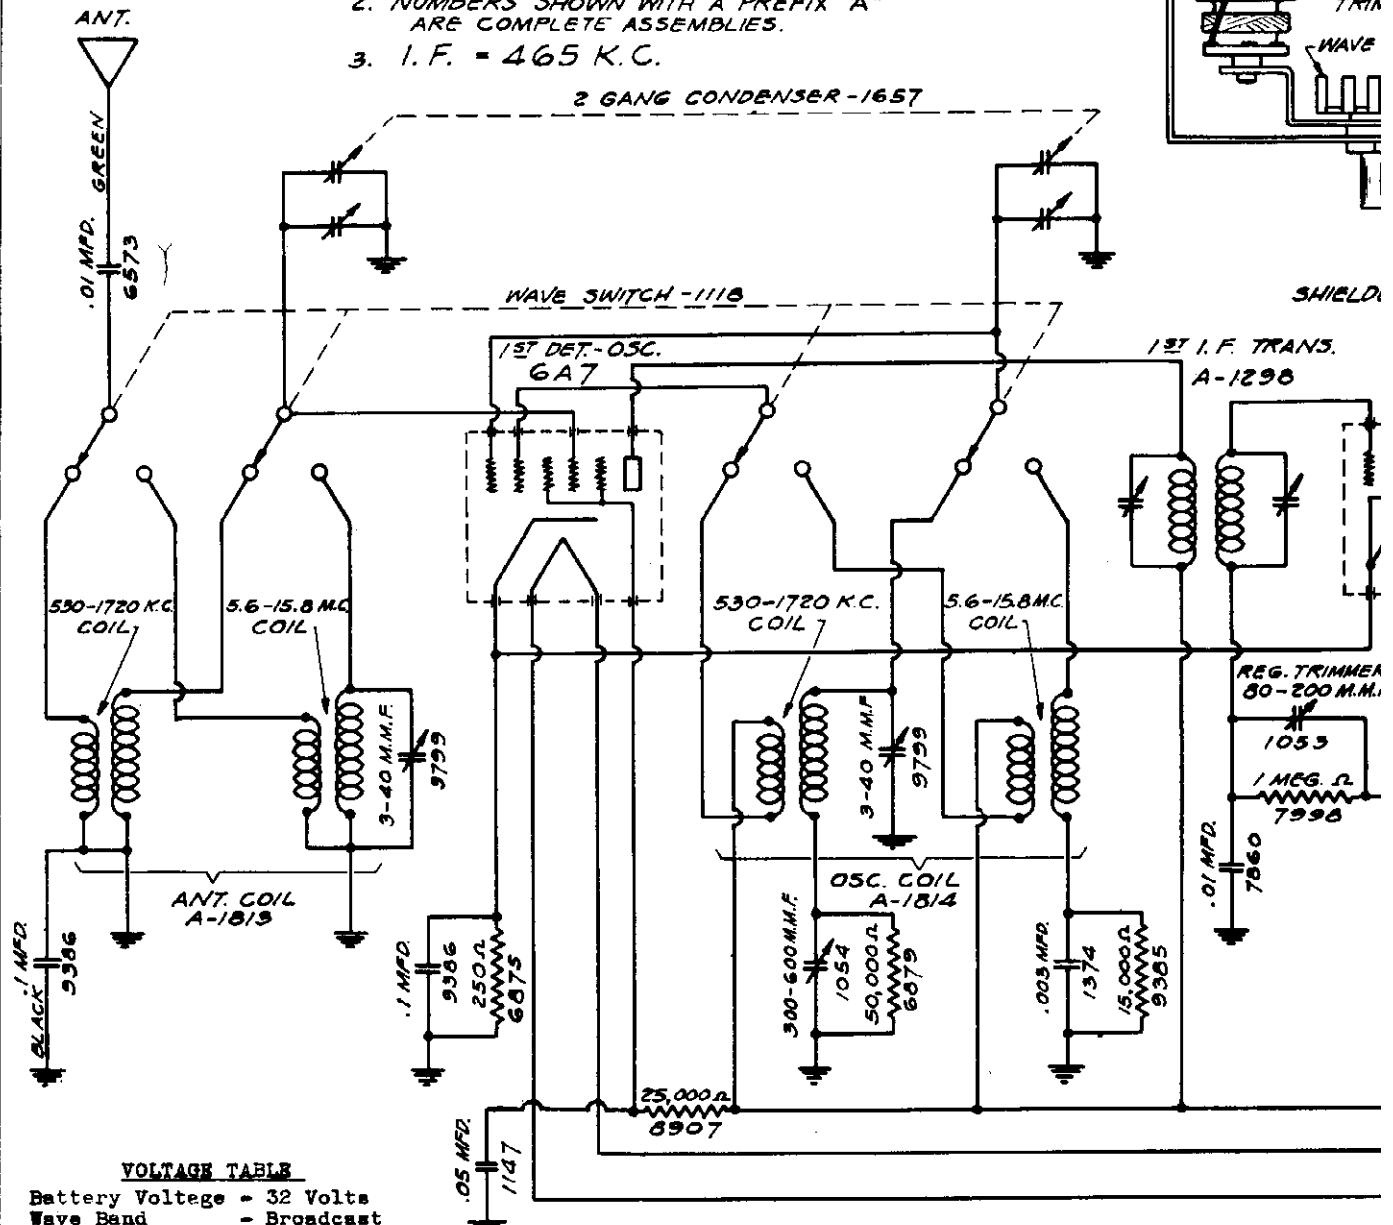 ANT.
2. NUMBERS SHOWN WITH A PREFIX "A"
ARE COMPLETE ASSEMBLIES.
3. I.F. = 465 K.C.
2 GANG CONDENSER-1657
WAVE
GREEN
.01 MFD.
6573
WAVE SWITCH-1118
1ST DET.-OSC.
6A7
1ST I.F. TRANS.
A-1298
530-1720 K.C.
COIL
5.6-15.8 M.C.
COIL
530-1720 K.C.
COIL
5.6-15.8 M.C.
COIL
REG. TRIMMER
80-200 M.M.
1053
1 MEG. Ω
7998
3-40 M.M.F.
9799
3-40 M.M.F
9799
.01 MFD.
7860
ANT. COIL
A-1813
OSC. COIL
A-1814
.1 MFD.
9386
BLACK
.1 MFD.
9386
250Ω
6875
300-600 M.M.F.
1054
50,000Ω
6879
.003 MFD.
1374
15,000Ω
9385
25,000Ω
8907
.05 MFD.
1147
VOLTAGE TABLE
Battery Voltege - 32 Volts
Wave Band - Broadcast